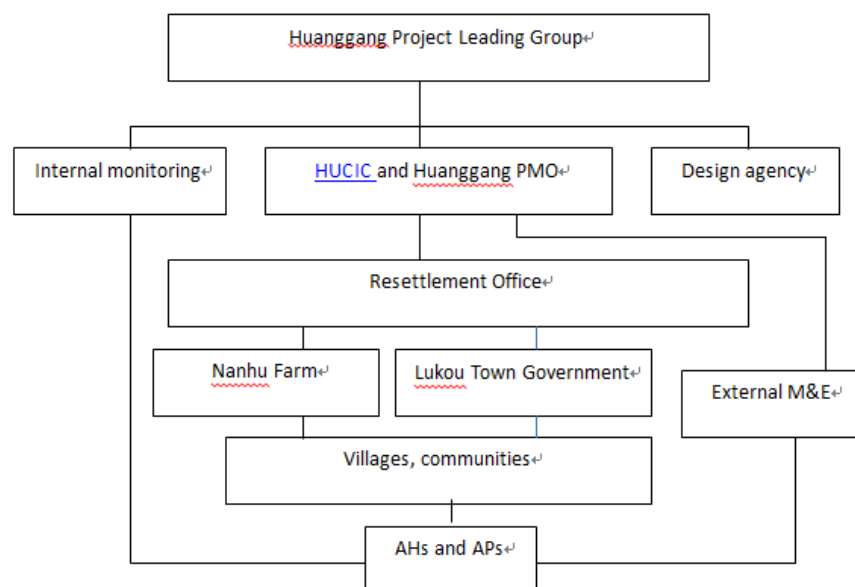 Huanggang Project Leading Group↵
Internal monitoring↵
HUCIC and Huanggang PMO↵
Design agency↵
Resettlement Office↵
Nanhu Farm↵
Lukou Town Government↵
External M&E↵
Villages, communities↵
AHs and APs↵